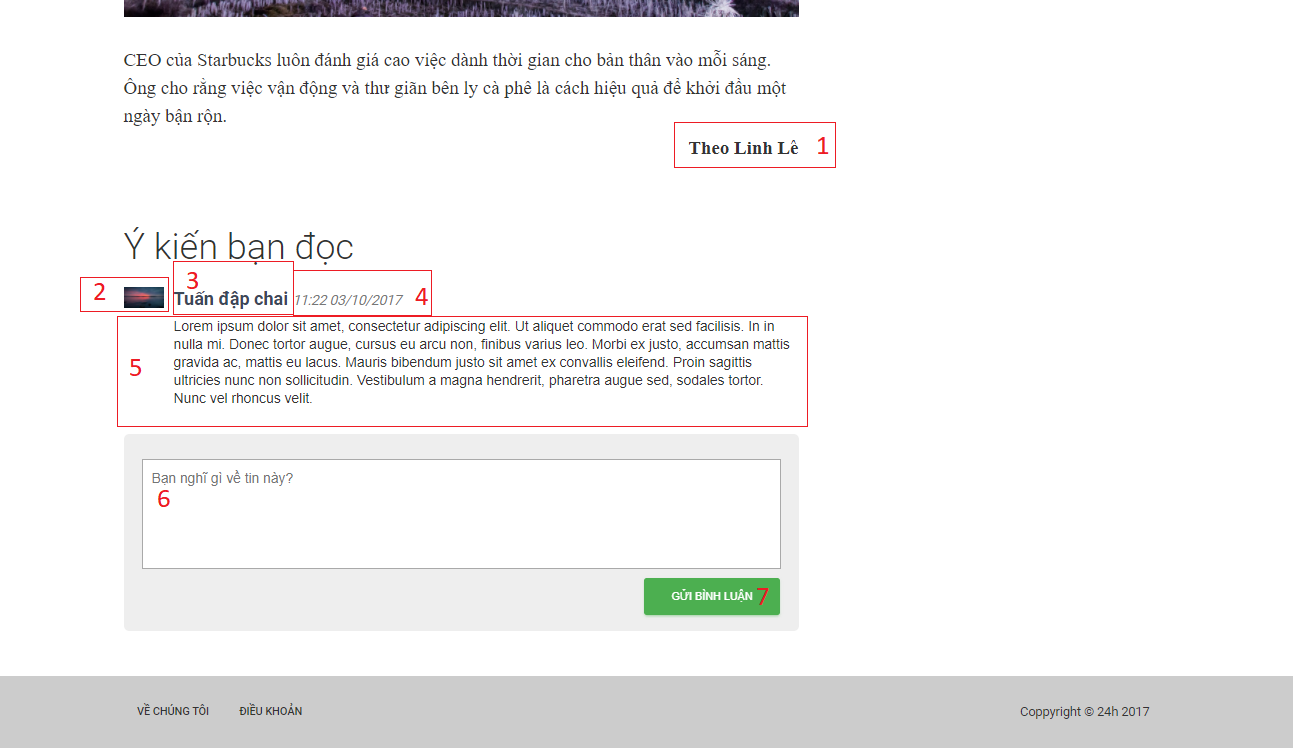 CEO của Starbucks luôn đánh giá cao việc dành thời gian cho bản thân vào mỗi sáng.
Ông cho rằng việc vận động và thư giãn bên ly cà phê là cách hiệu quả để khởi đầu một
ngày bận rộn.
Theo Linh Lê 1
Ý kiến bạn đọc
2
3
Tuấn đập chai 11:22 03/10/2017 4
Lorem ipsum dolor sit amet, consectetur adipiscing elit. Ut aliquet commodo erat sed facilisis. In in
nulla mi. Donec tortor augue, cursus eu arcu non, finibus varius leo. Morbi ex justo, accumsan mattis
5 gravida ac, mattis eu lacus. Mauris bibendum justo sit amet ex convallis eleifend. Proin sagittis
ultricies nunc non sollicitudin. Vestibulum a magna hendrerit, pharetra augue sed, sodales tortor.
Nunc vel rhoncus velit.
Bạn nghĩ gì về tin này?
6
GỬI BÌNH LUẬN 7
VỀ CHÚNG TÔI ĐIỀU KHOẢN Coppyright © 24h 2017